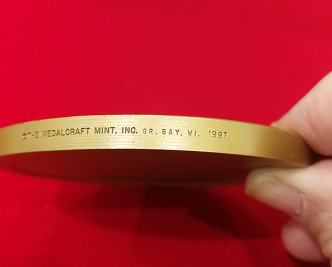 ©THE MEDALCRAFT MINT, INC. GR. BAY, WI. 1997